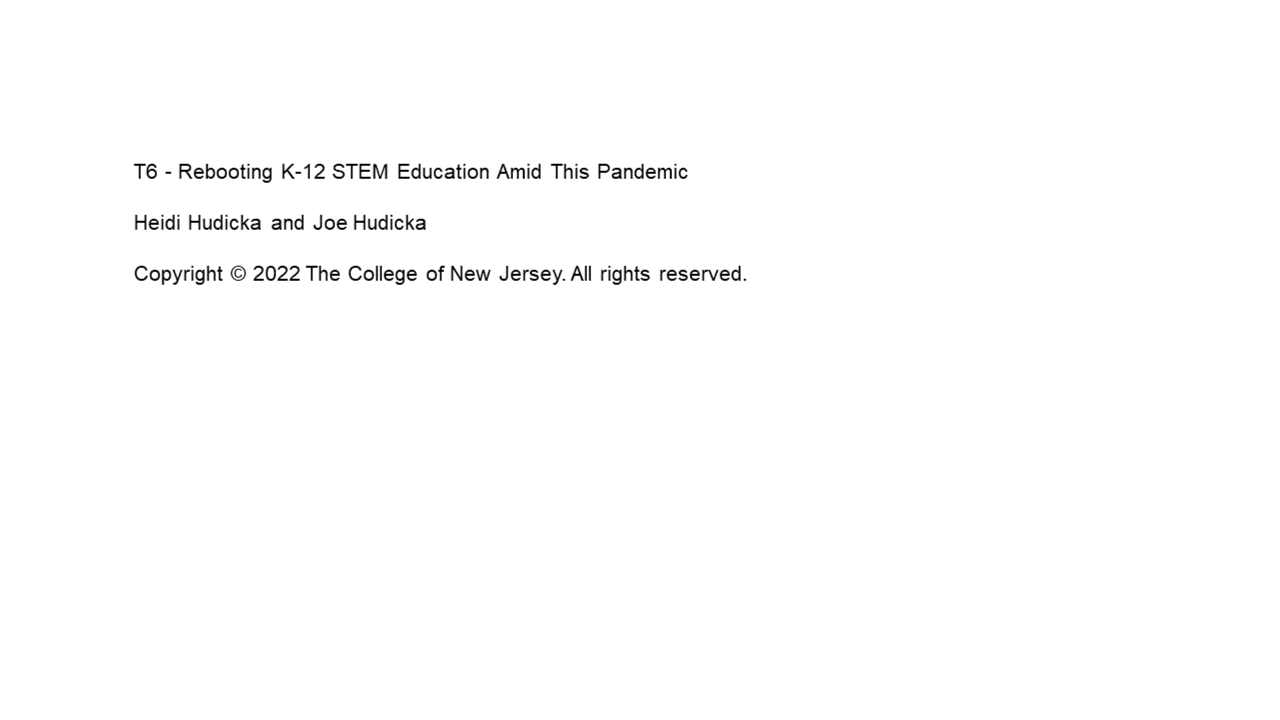 T6 - Rebooting K-12 STEM Education Amid This Pandemic
Heidi Hudicka and Joe Hudicka
Copyright © 2022 The College of New Jersey. All rights reserved.